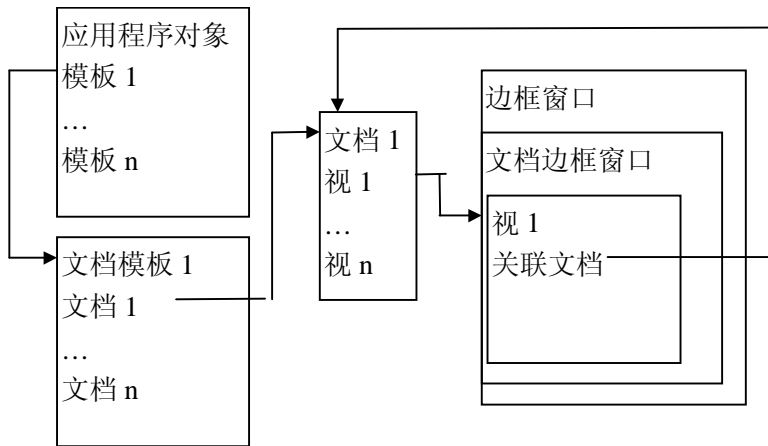 应用程序对象
模板 1
…
模板 n
文档模板 1
文档 1
…
文档 n
文档 1
视 1
…
视 n
边框窗口
文档边框窗口
视 1
关联文档